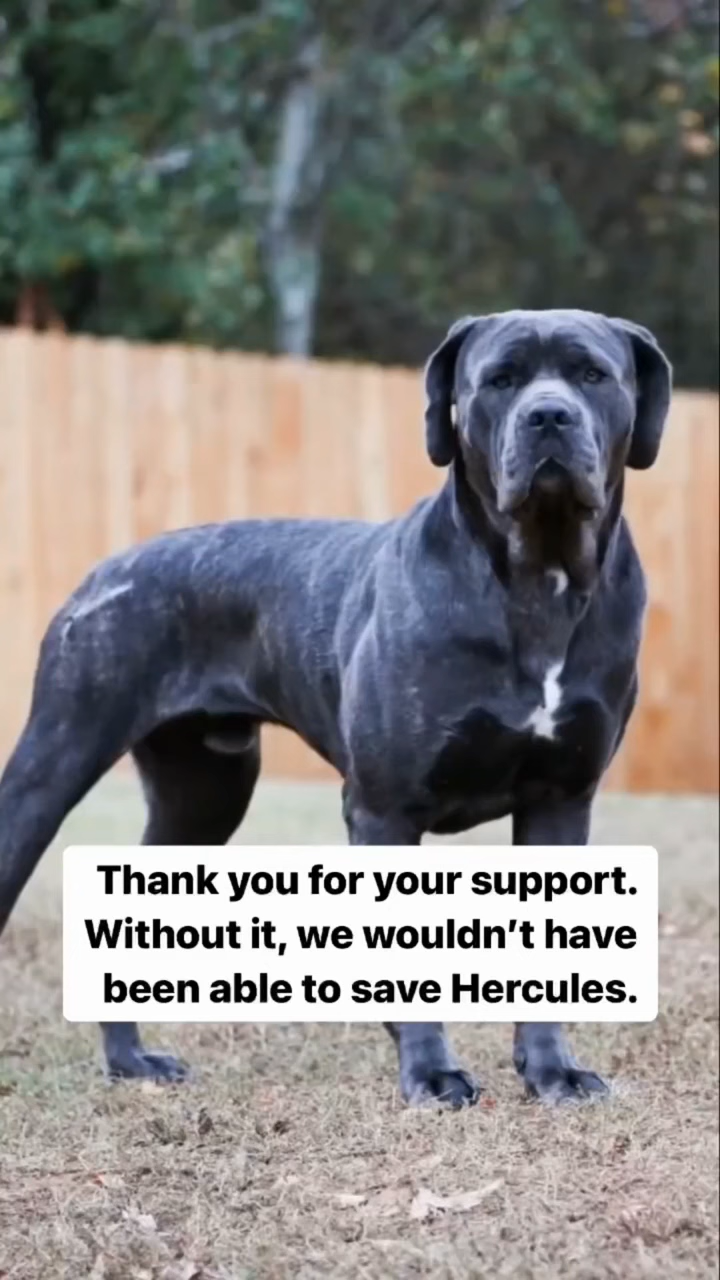 Thank you for your support.
Without it, we wouldn’t have
been able to save Hercules.